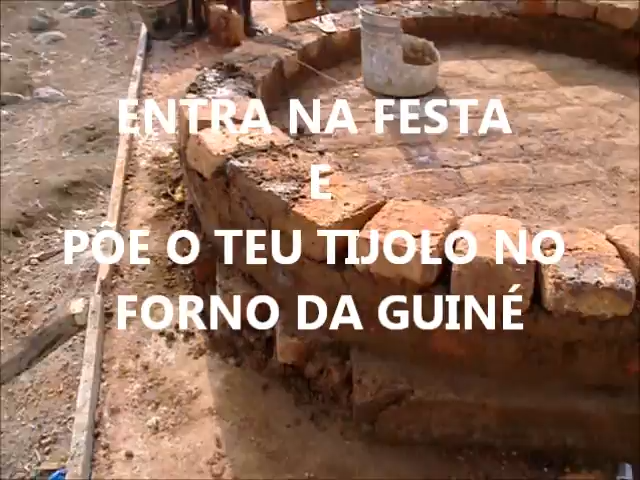 ENTRA NA FESTA
E
PÕE O TEU TIJOLO NO
FORNO DA GUINÉ